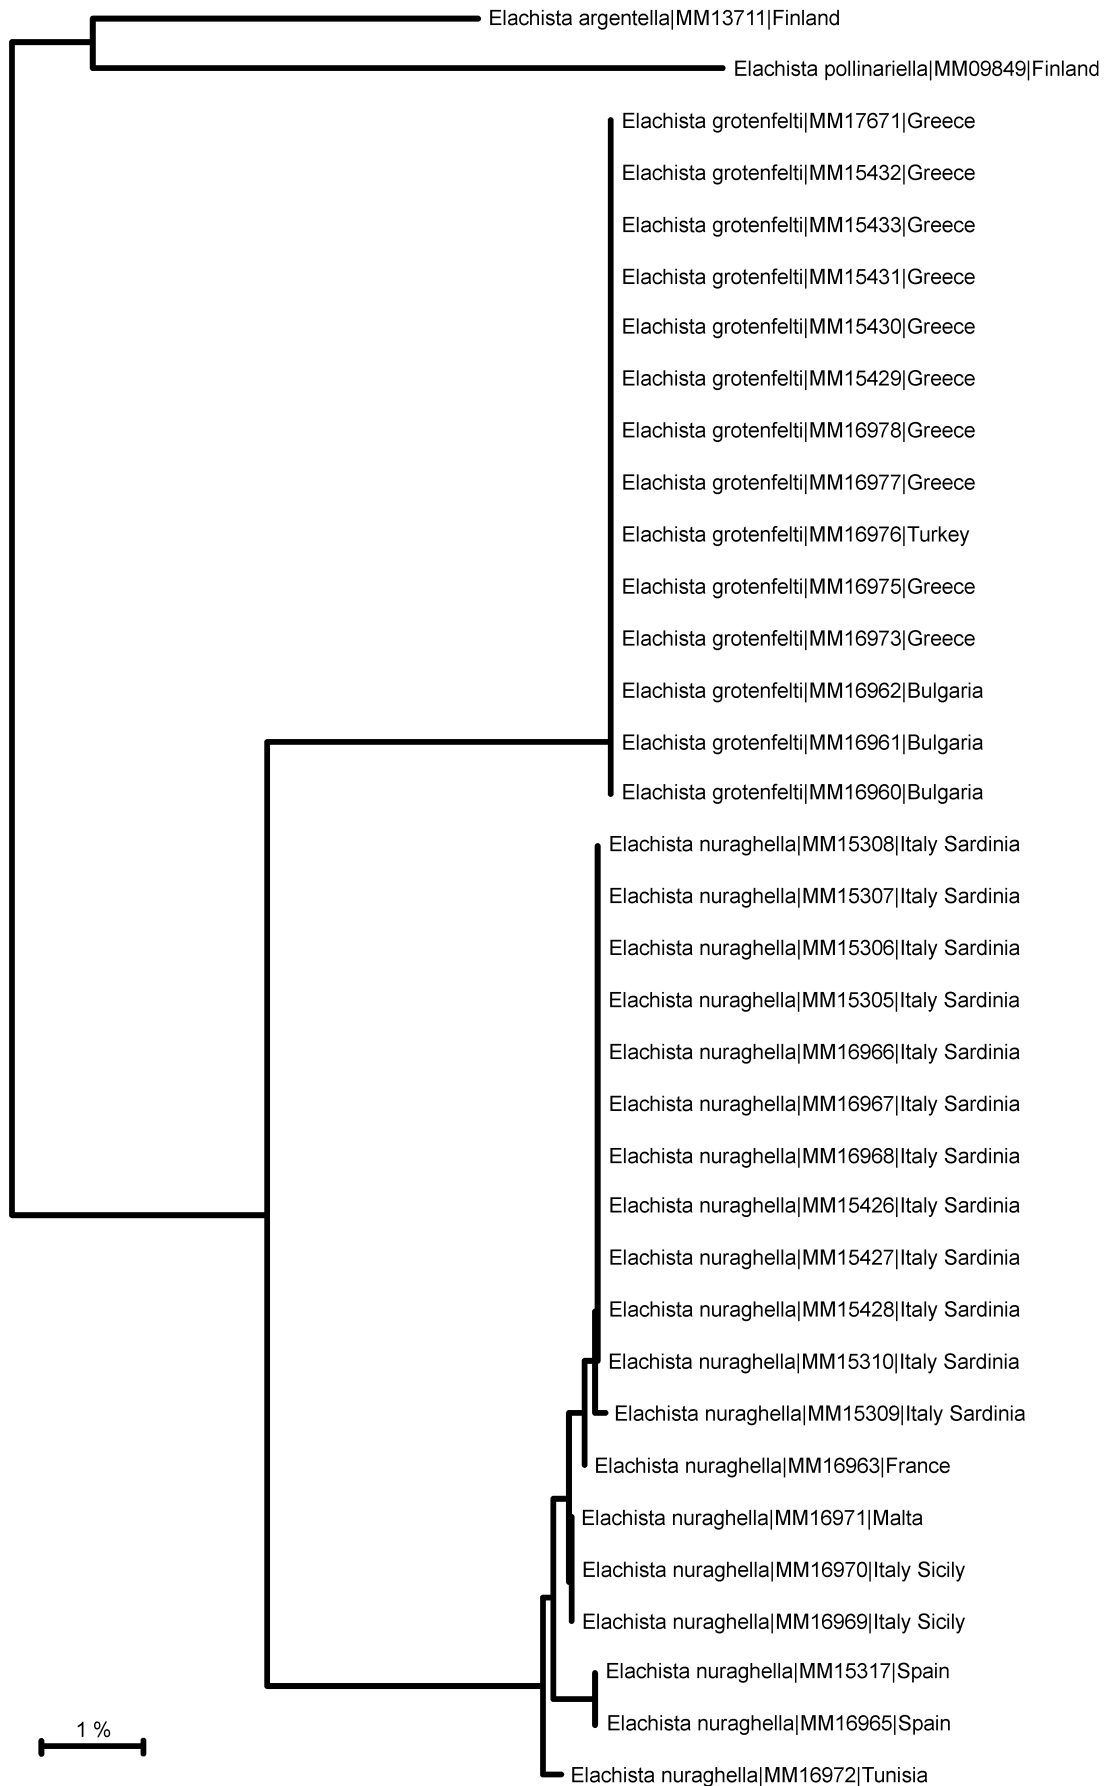 Elachista argentella|MM13711|Finland
Elachista pollinariella|MM09849|Finland
Elachista grotenfelti|MM17671|Greece
Elachista grotenfelti|MM15432|Greece
Elachista grotenfelti|MM15433|Greece
Elachista grotenfelti|MM15431|Greece
Elachista grotenfelti|MM15430|Greece
Elachista grotenfelti|MM15429|Greece
Elachista grotenfelti|MM16978|Greece
Elachista grotenfelti|MM16977|Greece
Elachista grotenfelti|MM16976|Turkey
Elachista grotenfelti|MM16975|Greece
Elachista grotenfelti|MM16973|Greece
Elachista grotenfelti|MM16962|Bulgaria
Elachista grotenfelti|MM16961|Bulgaria
Elachista grotenfelti|MM16960|Bulgaria
Elachista nuraghella|MM15308|Italy Sardinia
Elachista nuraghella|MM15307|Italy Sardinia
Elachista nuraghella|MM15306|Italy Sardinia
Elachista nuraghella|MM15305|Italy Sardinia
Elachista nuraghella|MM16966|Italy Sardinia
Elachista nuraghella|MM16967|Italy Sardinia
Elachista nuraghella|MM16968|Italy Sardinia
Elachista nuraghella|MM15426|Italy Sardinia
Elachista nuraghella|MM15427|Italy Sardinia
Elachista nuraghella|MM15428|Italy Sardinia
Elachista nuraghella|MM15310|Italy Sardinia
Elachista nuraghella|MM15309|Italy Sardinia
Elachista nuraghella|MM16963|France
Elachista nuraghella|MM16971|Malta
Elachista nuraghella|MM16970|Italy Sicily
Elachista nuraghella|MM16969|Italy Sicily
Elachista nuraghella|MM15317|Spain
Elachista nuraghella|MM16965|Spain
1 %
Elachista nuraghella|MM16972|Tunisia